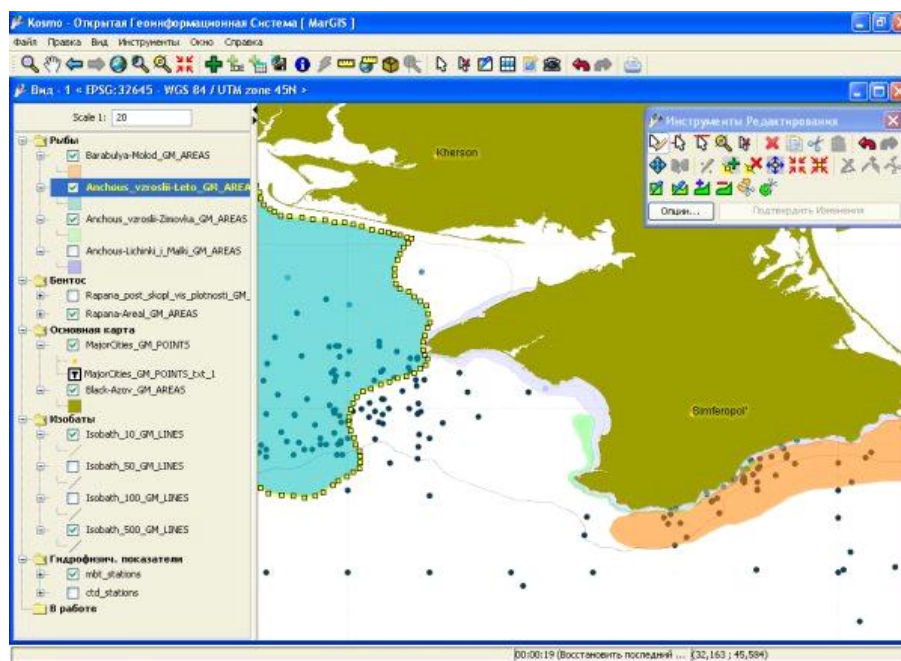 Kosmo - Открытая Геоинформационная Система [ MarGIS ]
Файл Правка Вид Инструменты Окно Справка
Вид - 1 < EPSG:32645 - WGS 84 / UTM zone 45N >
Scale 1: 20
Рыбы
Barabulya-Molod_GM_AREAS
Anchous_vzroslii-Leto_GM_AREA
Anchous_vzroslii-Zimovka_GM_AREAS
Anchous-Lichinki_i_Malki_GM_AREAS
Бентос
Rapana_post_skopl_vis_plotnosti_GM_
Rapana-Areal_GM_AREAS
Основная карта
MajorCities_GM_POINTS
T MajorCities_GM_POINTS_txt_1
Black-Azov_GM_AREAS
Изобаты
Isobath_10_GM_LINES
Isobath_50_GM_LINES
Isobath_100_GM_LINES
Isobath_500_GM_LINES
Гидрофизич. показатели
mbt_stations
ctd_stations
В работе
Kherson
Simferopol'
Инструменты Редактирования
Опции...
Подтвердить Изменения
00:00:19 (Восстановить последний ... (32,163 ; 45,584)